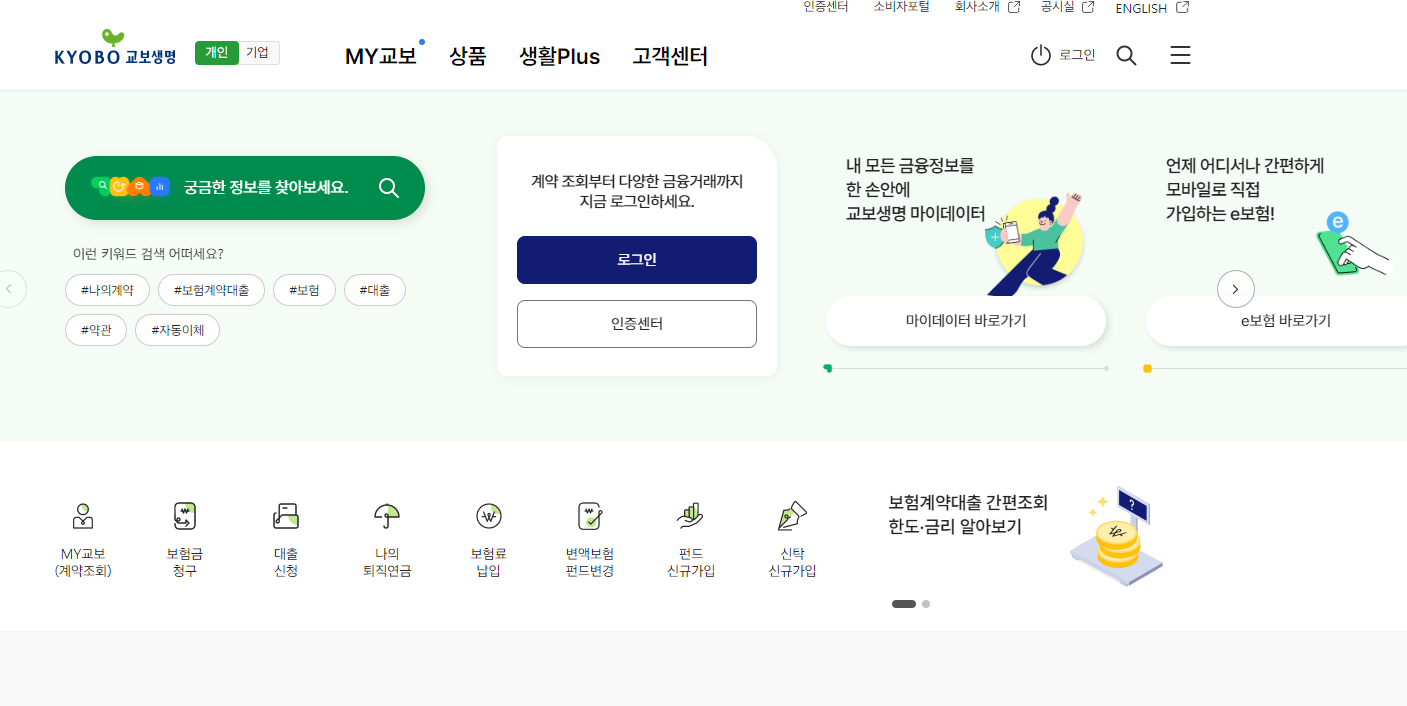 인증센터 소비자포털 회사소개 공시실 ENGLISH
KYOBO 교보생명 개인 기업 MY교보 상품 생활Plus 고객센터 로그인
궁금한 정보를 찾아보세요.
이런 키워드 검색 어떠세요?
#나의계약 #보험계약대출 #보험 #대출
#약관 #자동이체
계약 조회부터 다양한 금융거래까지
지금 로그인하세요.
로그인
인증센터
내 모든 금융정보를
한 손안에
교보생명 마이데이터
마이데이터 바로가기
언제 어디서나 간편하게
모바일로 직접
가입하는 e보험!
e
e보험 바로가기
MY교보
(계약조회)
보험금
청구
대출
신청
나의
퇴직연금
보험료
납입
변액보험
펀드변경
펀드
신규가입
신탁
신규가입
보험계약대출 간편조회
한도·금리 알아보기
?